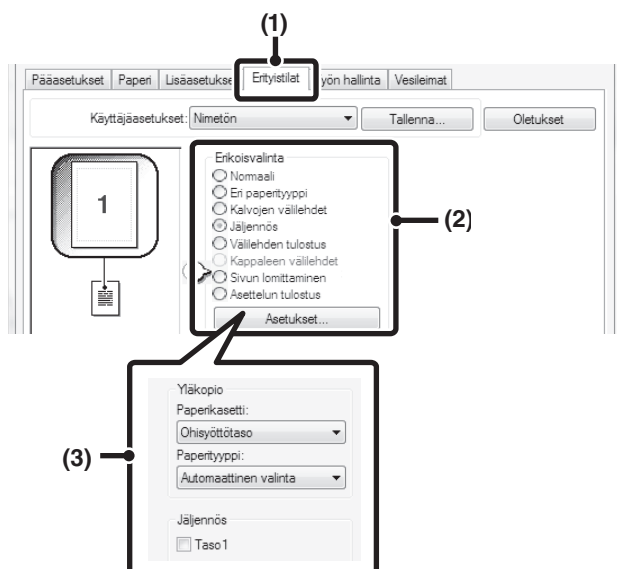 (1)
Pääasetukset Paperi Lisäasetukse Erityistilat yön hallinta Vesileimat
Käyttäjäasetukset: Nimetön Tallenna... Oletukset
1
Erikoisvalinta
Normaali
Eri paperityyppi
Kalvojen välilehdet
Jäljennös
Välilehden tulostus
Kappaleen välilehdet
Sivun lomittaminen
Asettelun tulostus
Asetukset...
(2)
(3)
Yläkopio
Paperikasetti:
Ohisyöttötaso
Paperityyppi:
Automaattinen valinta
Jäljennös
Taso1